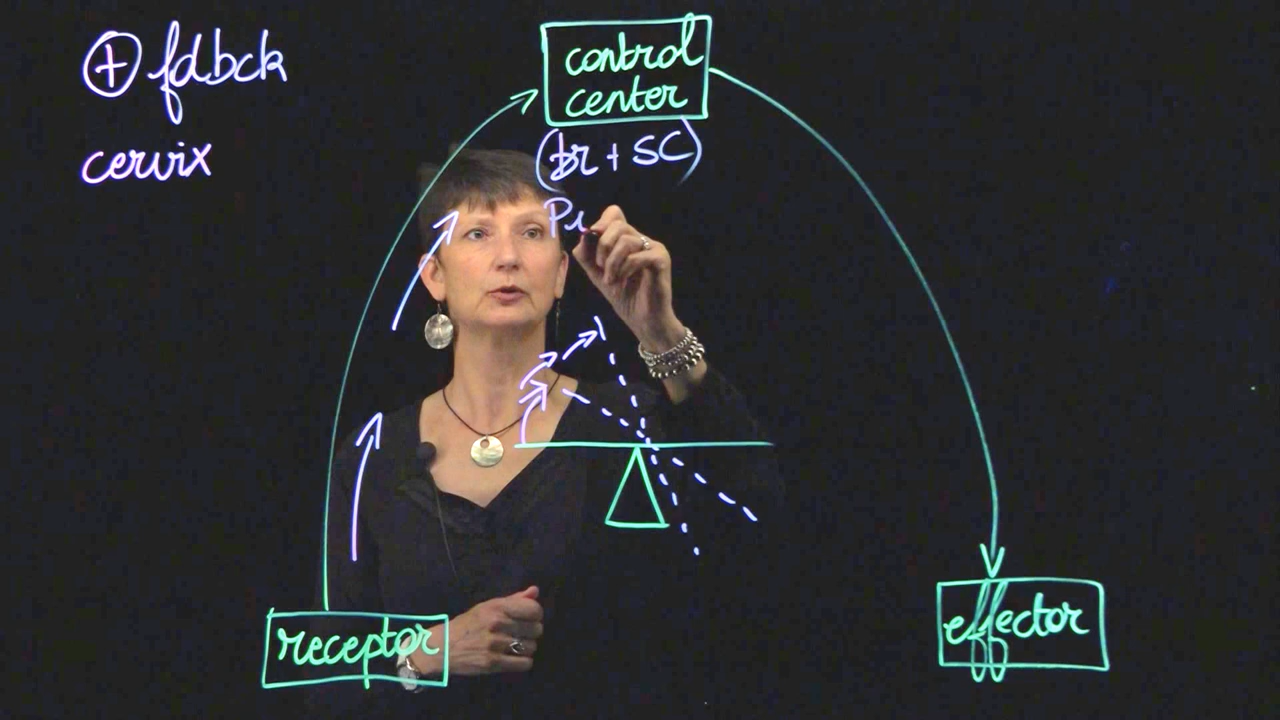 ⊕ fdbck
cervix
control
center
(br + SC)
receptor
effector